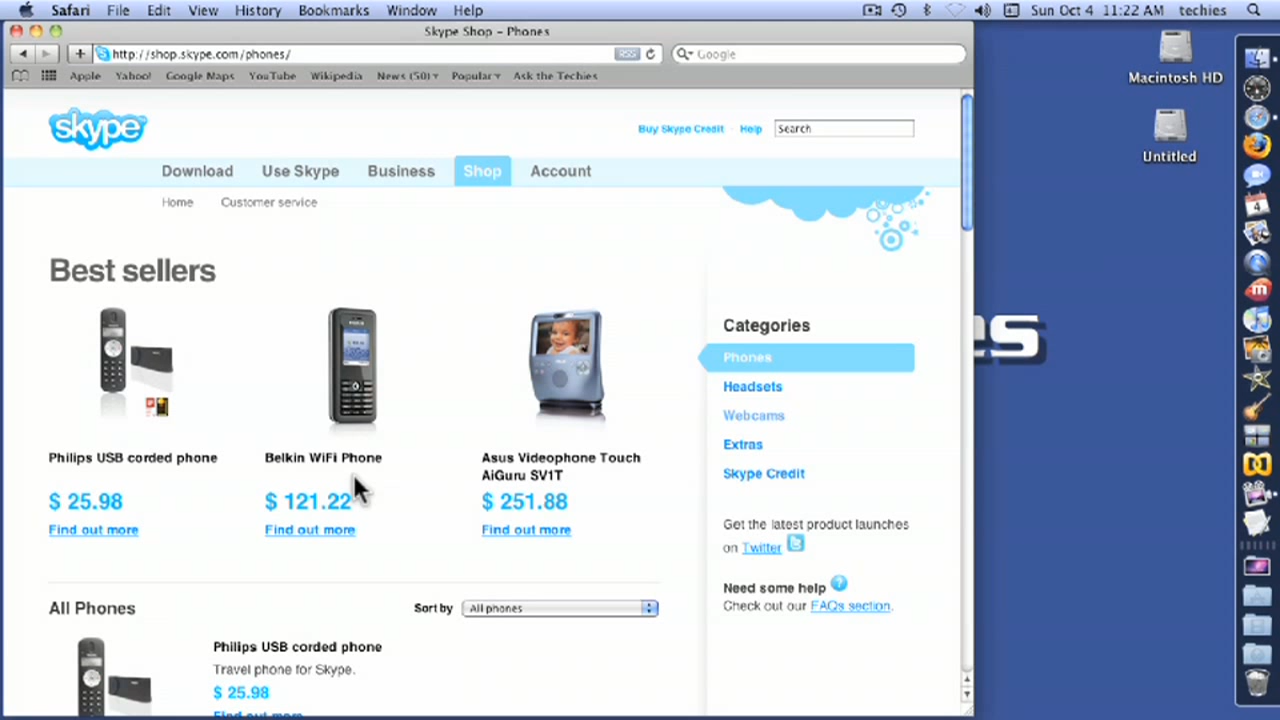 Safari File Edit View History Bookmarks Window Help Sun Oct 4 11:22 AM techies
Skype Shop – Phones
http://shop.skype.com/phones/ RSS Google
Apple Yahoo! Google Maps YouTube Wikipedia News (50) Popular Ask the Techies
Macintosh HD
Untitled
skype
Buy Skype Credit Help Search
Download Use Skype Business Shop Account
Home Customer service
Best sellers
Philips USB corded phone
$ 25.98
Find out more
Belkin WiFi Phone
$ 121.22
Find out more
Asus Videophone Touch
AiGuru SV1T
$ 251.88
Find out more
Categories
Phones
Headsets
Webcams
Extras
Skype Credit
Get the latest product launches
on Twitter
Need some help ?
Check out our FAQs section.
All Phones Sort by All phones
Philips USB corded phone
Travel phone for Skype.
$ 25.98
Find out more
es
4